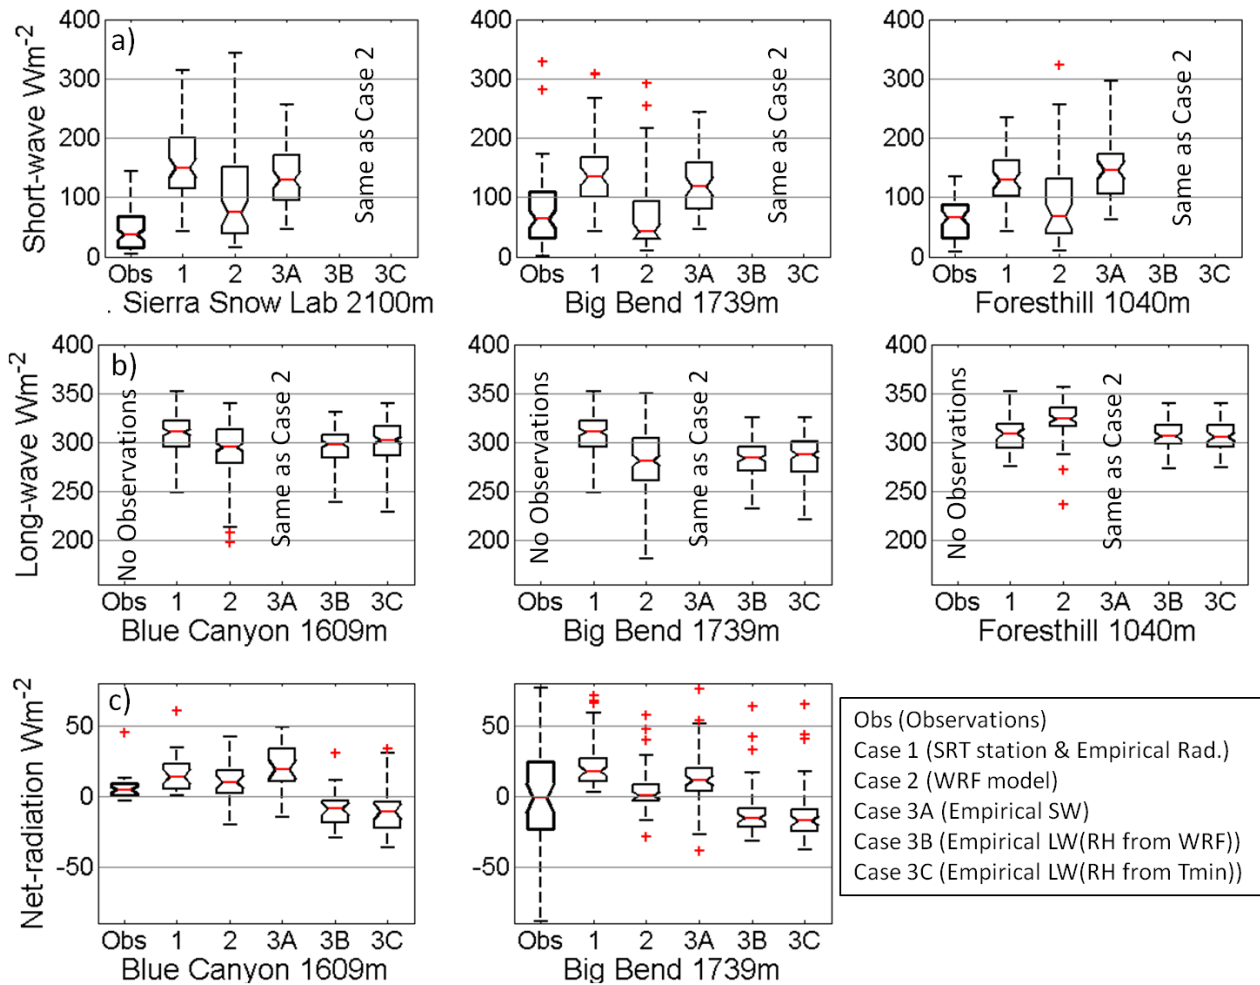 a)
Short-wave Wm-2
400
300
200
100
0
Same as Case 2
Obs 1 2 3A 3B 3C
. Sierra Snow Lab 2100m
400
300
200
100
0
Same as Case 2
Obs 1 2 3A 3B 3C
Big Bend 1739m
400
300
200
100
0
Same as Case 2
Obs 1 2 3A 3B 3C
Foresthill 1040m
b)
Long-wave Wm-2
400
350
300
250
200
No Observations
Same as Case 2
Obs 1 2 3A 3B 3C
Blue Canyon 1609m
400
350
300
250
200
No Observations
Same as Case 2
Obs 1 2 3A 3B 3C
Big Bend 1739m
400
350
300
250
200
No Observations
Same as Case 2
Obs 1 2 3A 3B 3C
Foresthill 1040m
c)
Net-radiation Wm-2
50
0
-50
Obs 1 2 3A 3B 3C
Blue Canyon 1609m
50
0
-50
Obs 1 2 3A 3B 3C
Big Bend 1739m
Obs (Observations)
Case 1 (SRT station & Empirical Rad.)
Case 2 (WRF model)
Case 3A (Empirical SW)
Case 3B (Empirical LW(RH from WRF))
Case 3C (Empirical LW(RH from Tmin))